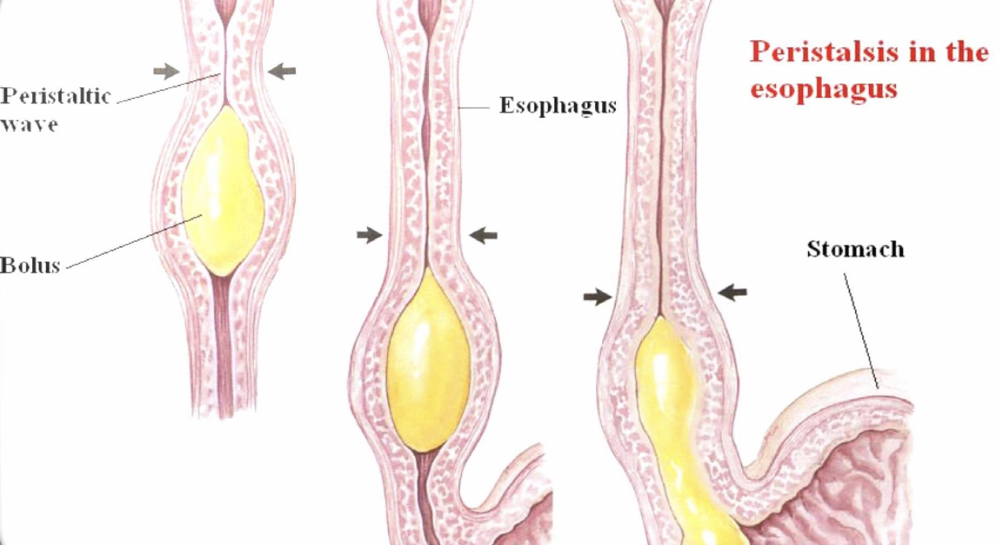 Peristalsis in the
esophagus
Peristaltic
wave
Esophagus
Bolus
Stomach